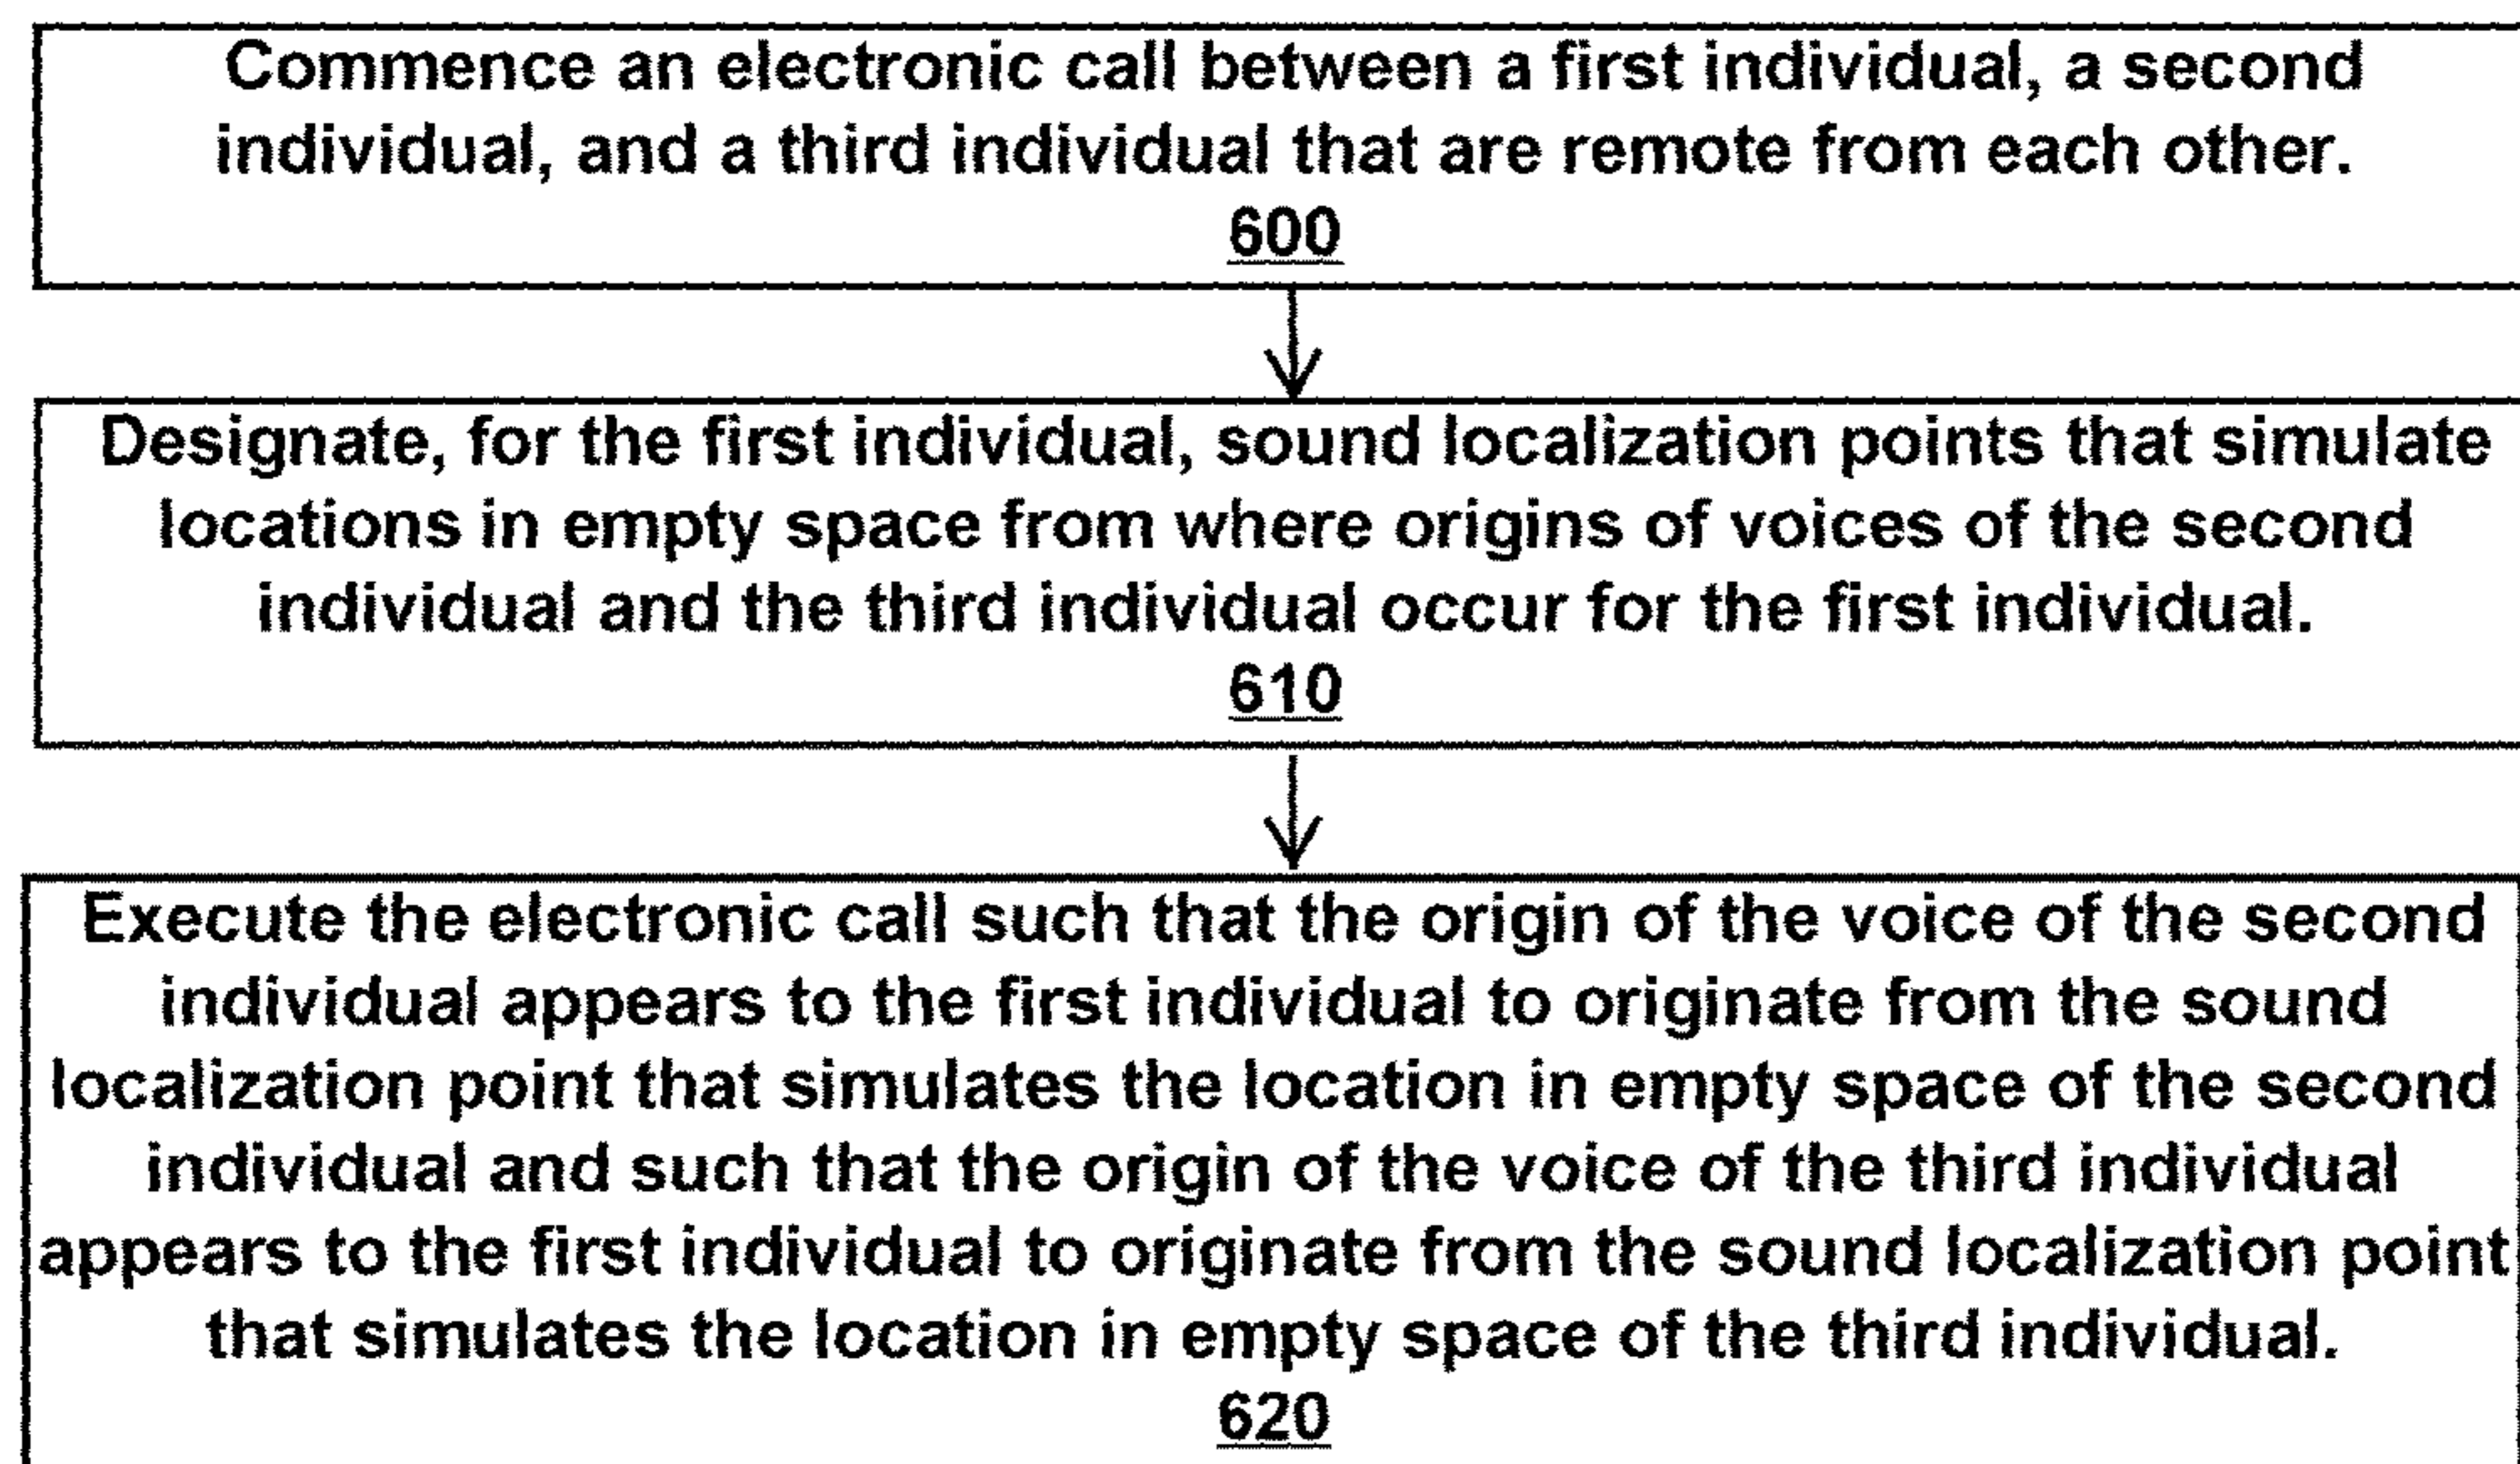 Commence an electronic call between a first individual, a second
individual, and a third individual that are remote from each other.
600
Designate, for the first individual, sound localization points that simulate
locations in empty space from where origins of voices of the second
individual and the third individual occur for the first individual.
610
Execute the electronic call such that the origin of the voice of the second
individual appears to the first individual to originate from the sound
localization point that simulates the location in empty space of the second
individual and such that the origin of the voice of the third individual
appears to the first individual to originate from the sound localization point
that simulates the location in empty space of the third individual.
620